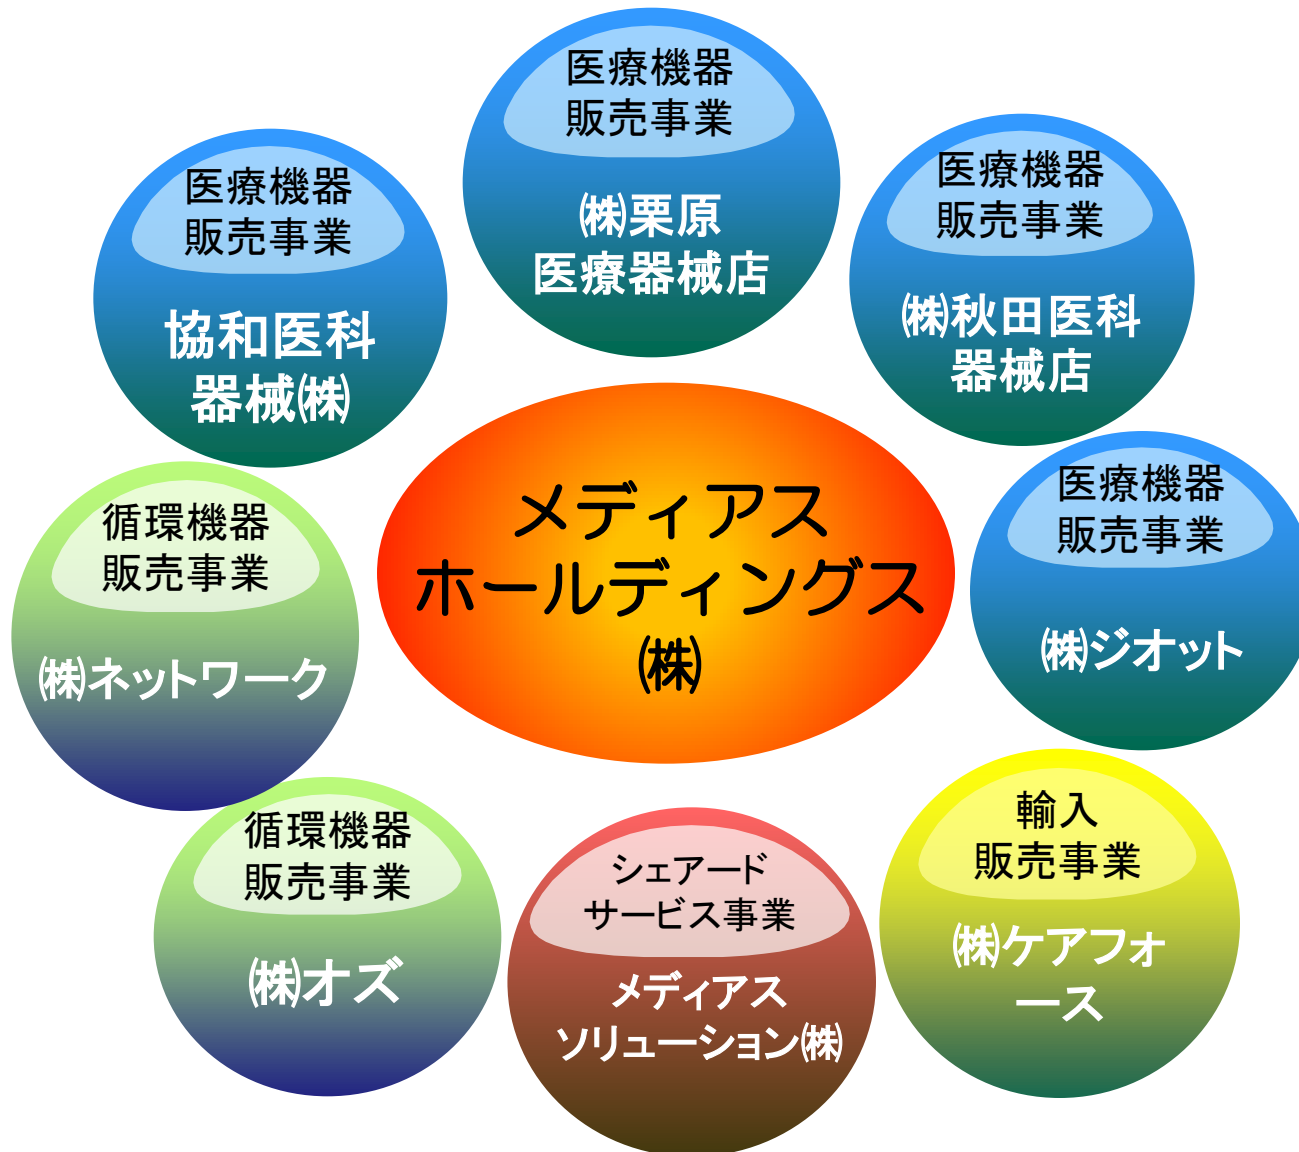 医療機器
販売事業
㈱栗原
医療器械店
医療機器
販売事業
㈱秋田医科
器械店
医療機器
販売事業
㈱ジオット
輸入
販売事業
㈱ケアフォ
ース
シェアード
サービス事業
メディアス
ソリューション㈱
循環機器
販売事業
㈱オズ
循環機器
販売事業
㈱ネットワーク
医療機器
販売事業
協和医科
器械㈱
メディアス
ホールディングス
㈱